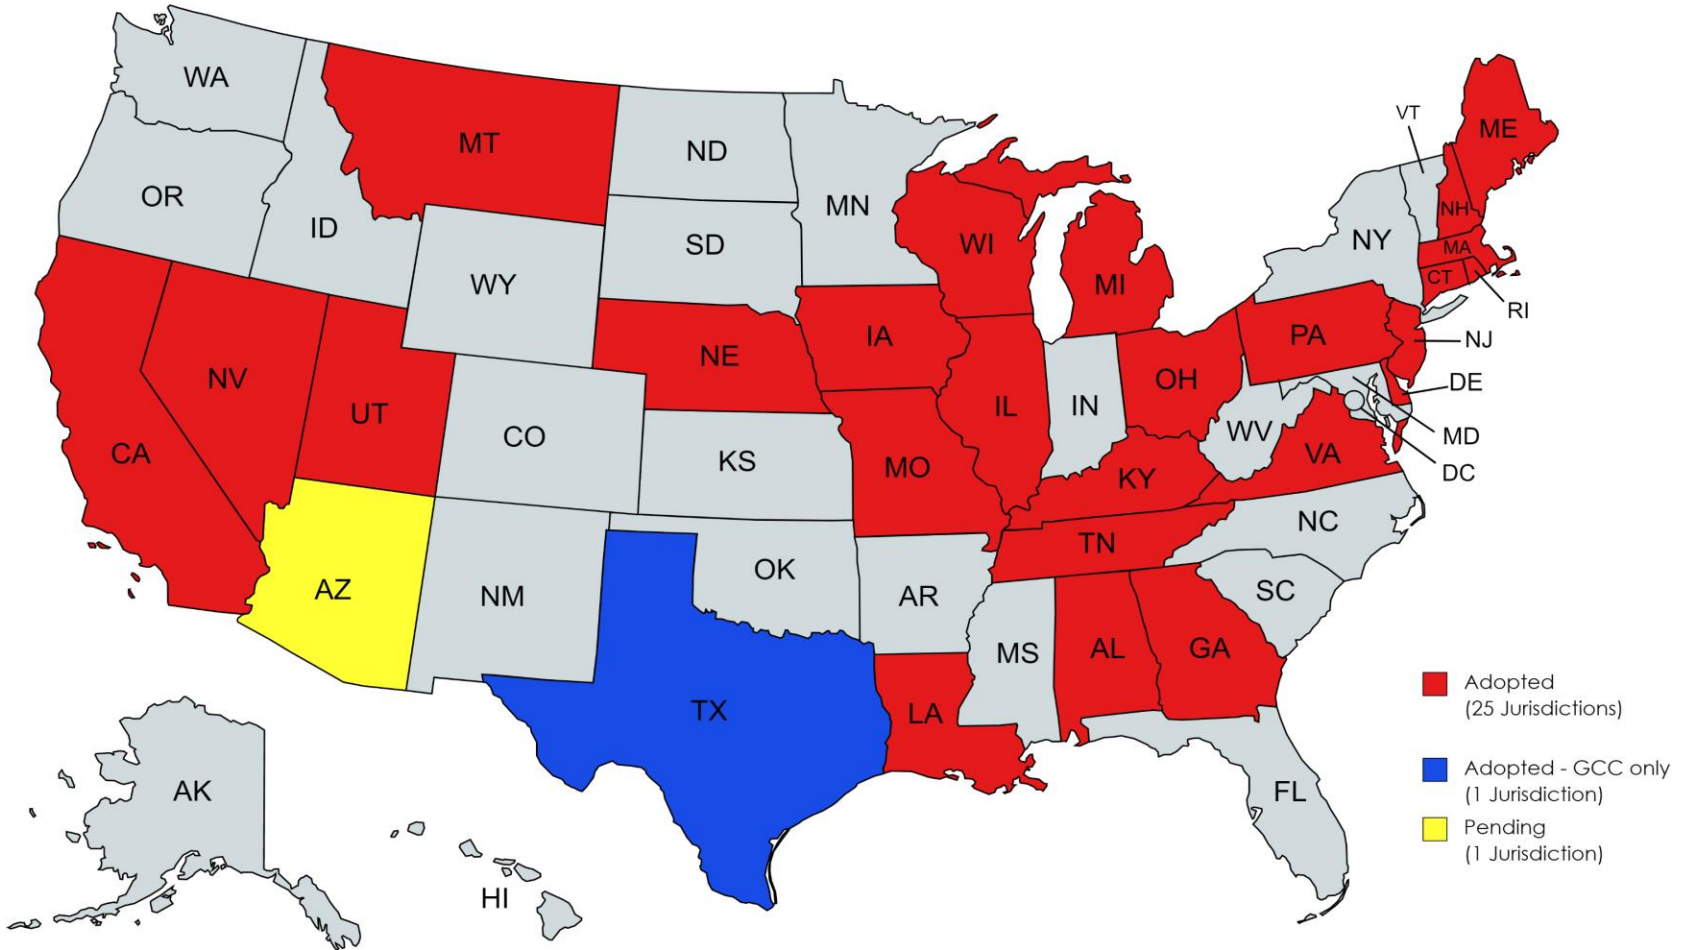 WA
MT
ND
VT
ME
OR
ID
MN
SD
WI
NY
NH
MA
CT
WY
MI
RI
NE
IA
PA
NJ
NV
UT
OH
DE
CA
CO
KS
IL
IN
MO
WV
MD
VA
KY
DC
NC
TN
AZ
NM
OK
AR
SC
MS
AL
GA
TX
LA
Adopted
(25 Jurisdictions)
AK
HI
FL
Adopted - GCC only
(1 Jurisdiction)
Pending
(1 Jurisdiction)